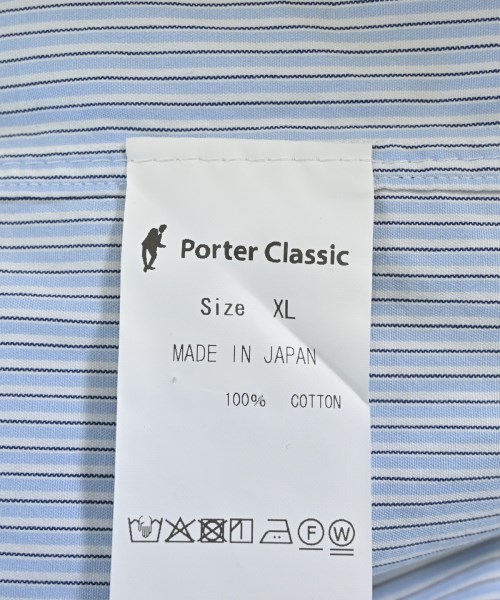 Porter Classic
Size XL
MADE IN JAPAN
100% COTTON
F W